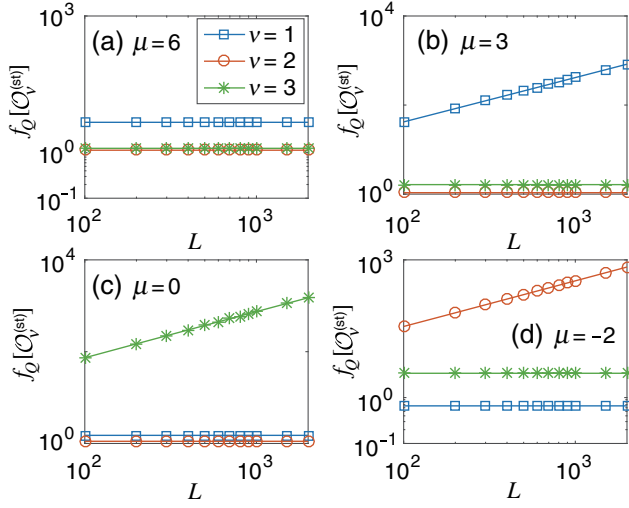 (a) μ=6
ν = 1
ν = 2
ν = 3
f_Q[𝒪_ν^(st)]
10^1
10^0
10^-1
10^2
10^3
L
(b) μ=3
f_Q[𝒪_ν^(st)]
10^4
10^0
10^2
10^3
L
(c) μ=0
f_Q[𝒪_ν^(st)]
10^4
10^0
10^2
10^3
L
(d) μ=-2
f_Q[𝒪_ν^(st)]
10^3
10^0
10^-1
10^2
10^3
L